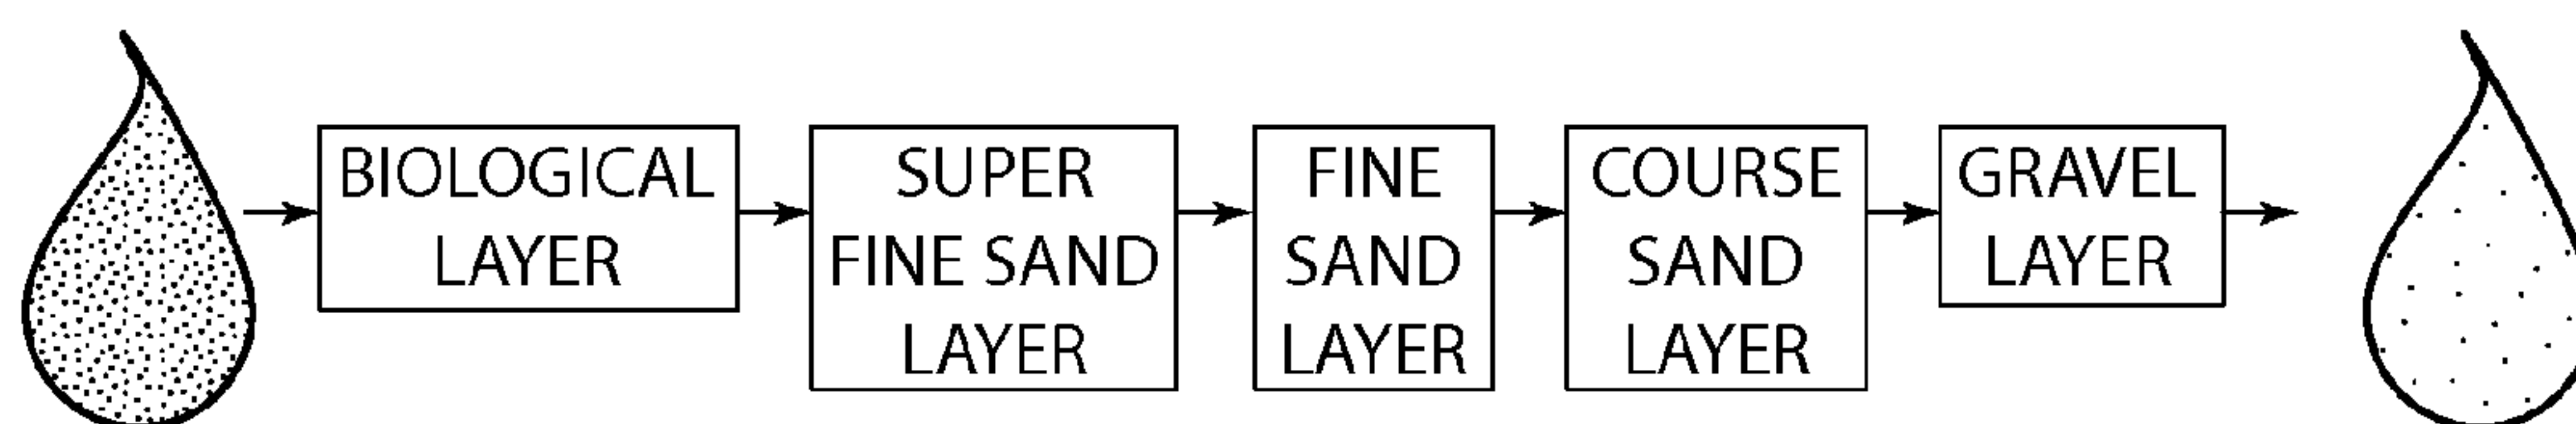 BIOLOGICAL
LAYER
SUPER
FINE SAND
LAYER
FINE
SAND
LAYER
COURSE
SAND
LAYER
GRAVEL
LAYER